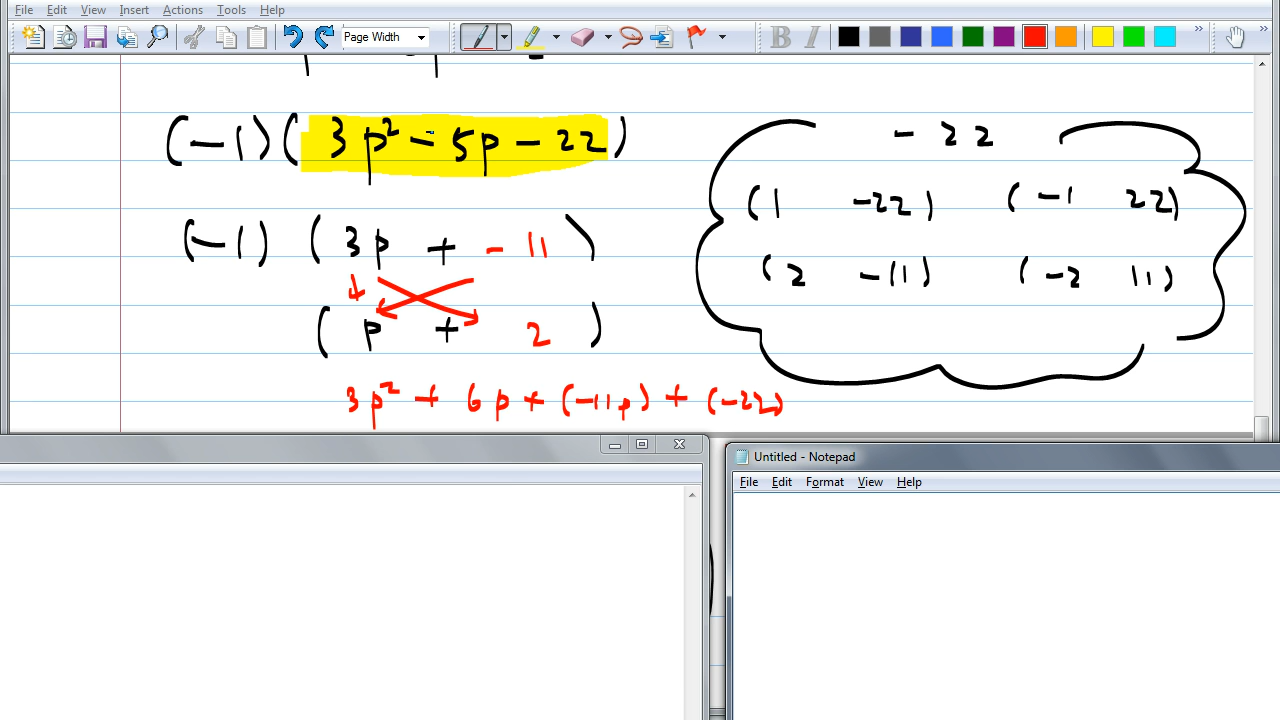 File Edit View Insert Actions Tools Help
Page Width B I
(-1)(3p² - 5p - 22)
- 22
(1 -22) (-1 22)
(-1) (3p + - 11)
(2 -11) (-2 11)
(p + 2)
3p² + 6p + (-11p) + (-22)
Untitled - Notepad
File Edit Format View Help